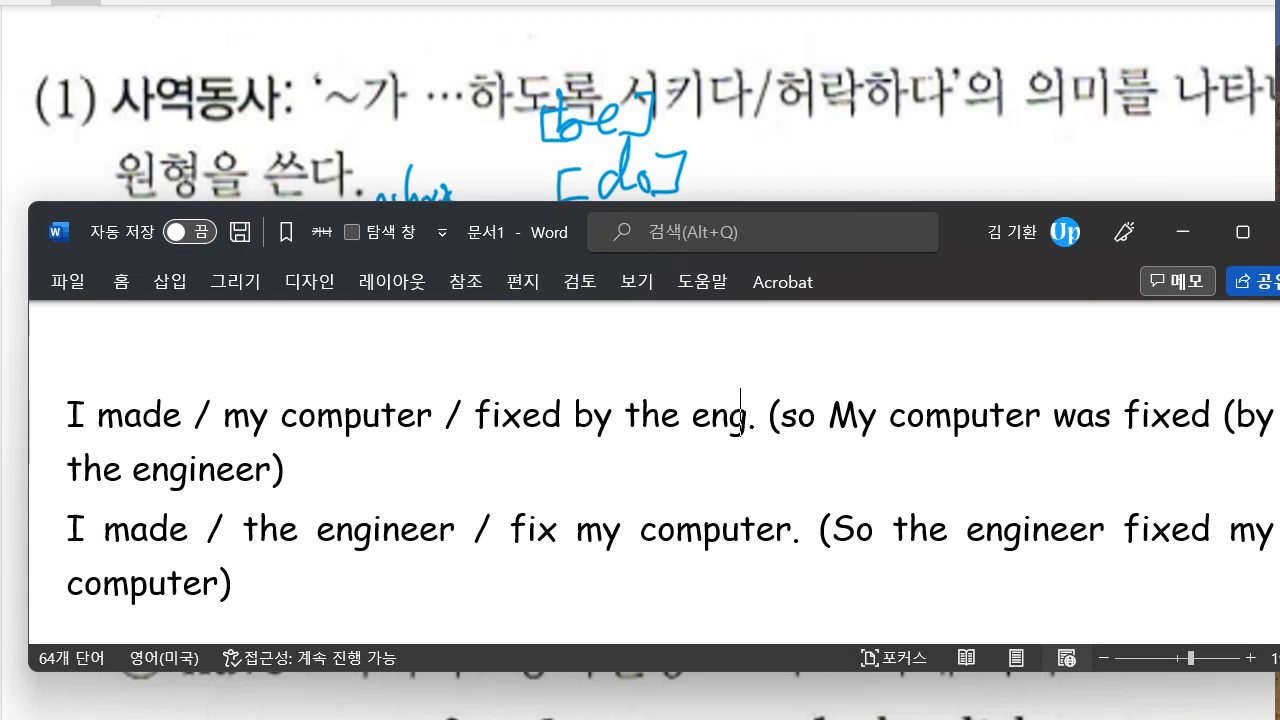 (1) 사역동사: '~가 …하도록 시키다/허락하다'의 의미를 나타내
[be]
원형을 쓴다.
[do]
자동 저장 끔 가나 탐색 창 문서1 - Word 검색(Alt+Q) 김 기환 Up
파일 홈 삽입 그리기 디자인 레이아웃 참조 편지 검토 보기 도움말 Acrobat 메모
I made / my computer / fixed by the eng. (so My computer was fixed (by
the engineer)
I made / the engineer / fix my computer. (So the engineer fixed my
computer)
64개 단어 영어(미국) 접근성: 계속 진행 가능 포커스